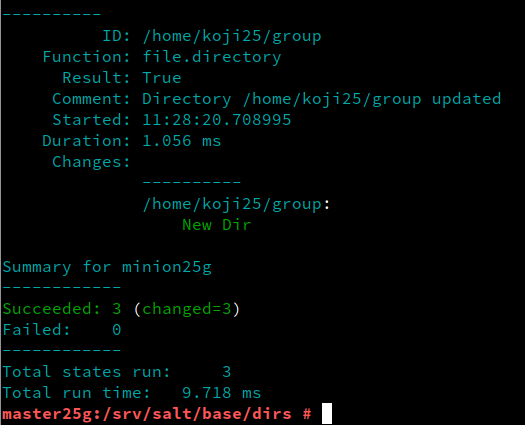 ----------
          ID: /home/koji25/group
    Function: file.directory
      Result: True
     Comment: Directory /home/koji25/group updated
     Started: 11:28:20.708995
    Duration: 1.056 ms
     Changes:
              ----------
              /home/koji25/group:
                  New Dir

Summary for minion25g
------------
Succeeded: 3 (changed=3)
Failed:    0
------------
Total states run:     3
Total run time:   9.718 ms
master25g:/srv/salt/base/dirs #